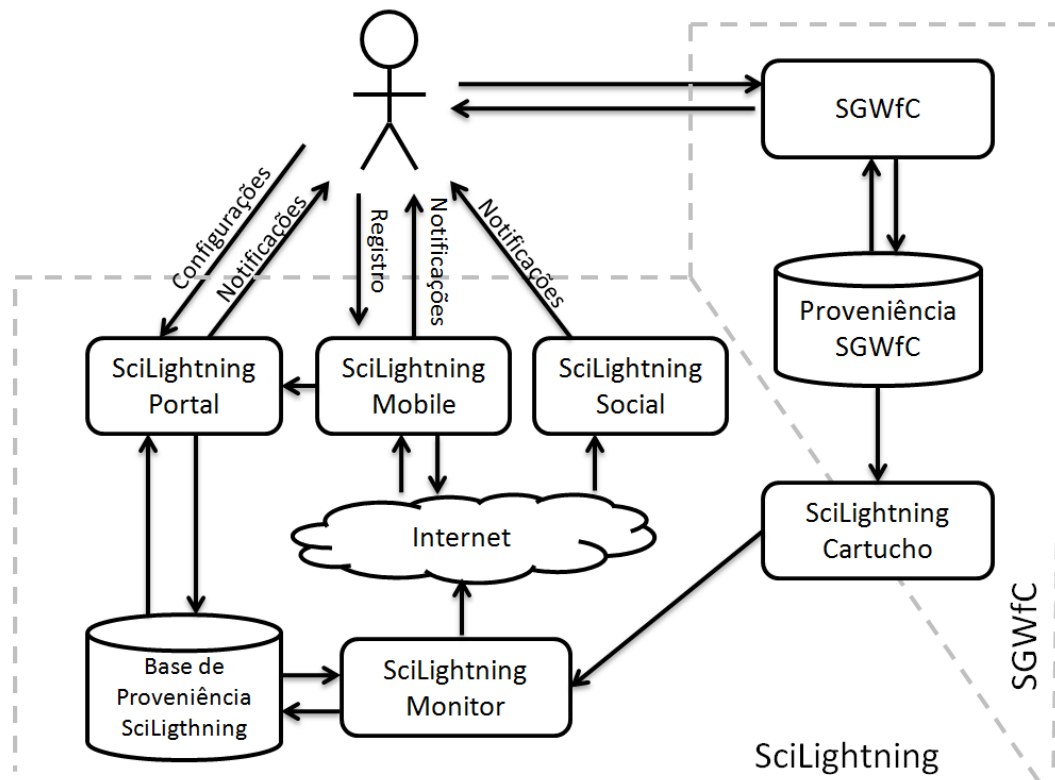 SGWfC
Configurações
Notificações
Registro
Notificações
Notificações
Proveniência
SGWfC
SciLightning
Portal
SciLightning
Mobile
SciLightning
Social
SciLightning
Cartucho
Internet
Base de
Proveniência
SciLigthning
SciLightning
Monitor
SGWfC
SciLightning